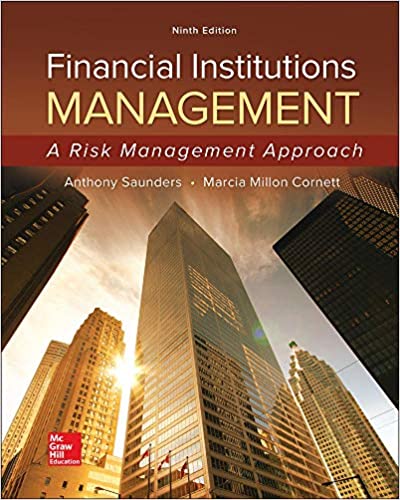 Ninth Edition
Financial Institutions
MANAGEMENT
A Risk Management Approach
Anthony Saunders • Marcia Millon Cornett
Mc
Graw
Hill
Education